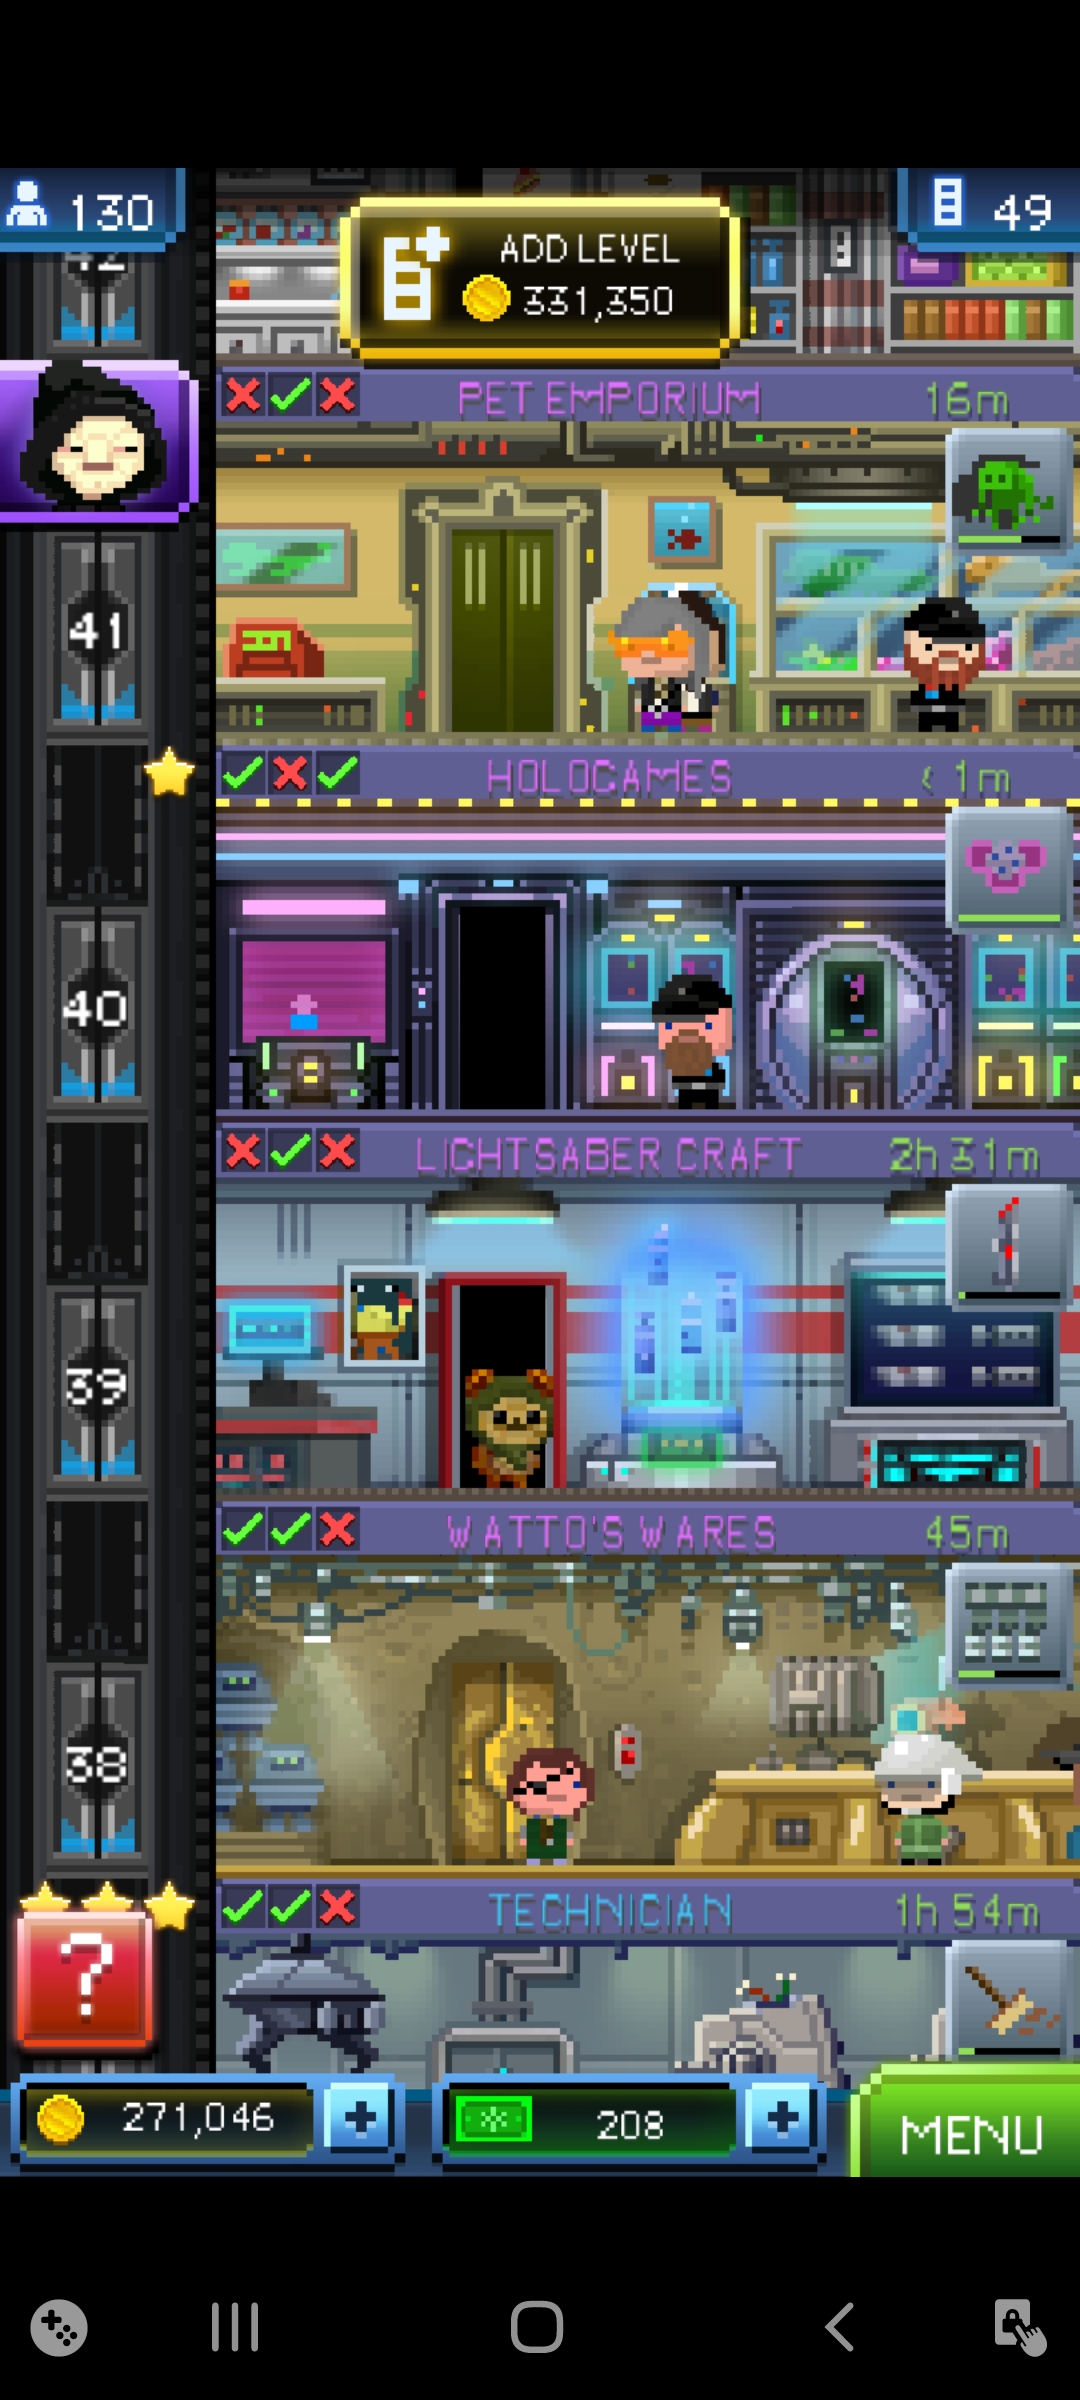 130
ADD LEVEL
331,350
49
42
PET EMPORIUM
16m
41
HOLOGAMES
< 1m
40
LIGHTSABER CRAFT
2h 31m
39
WATTO'S WARES
45m
38
TECHNICIAN
1h 54m
?
271,046
+
208
+
MENU